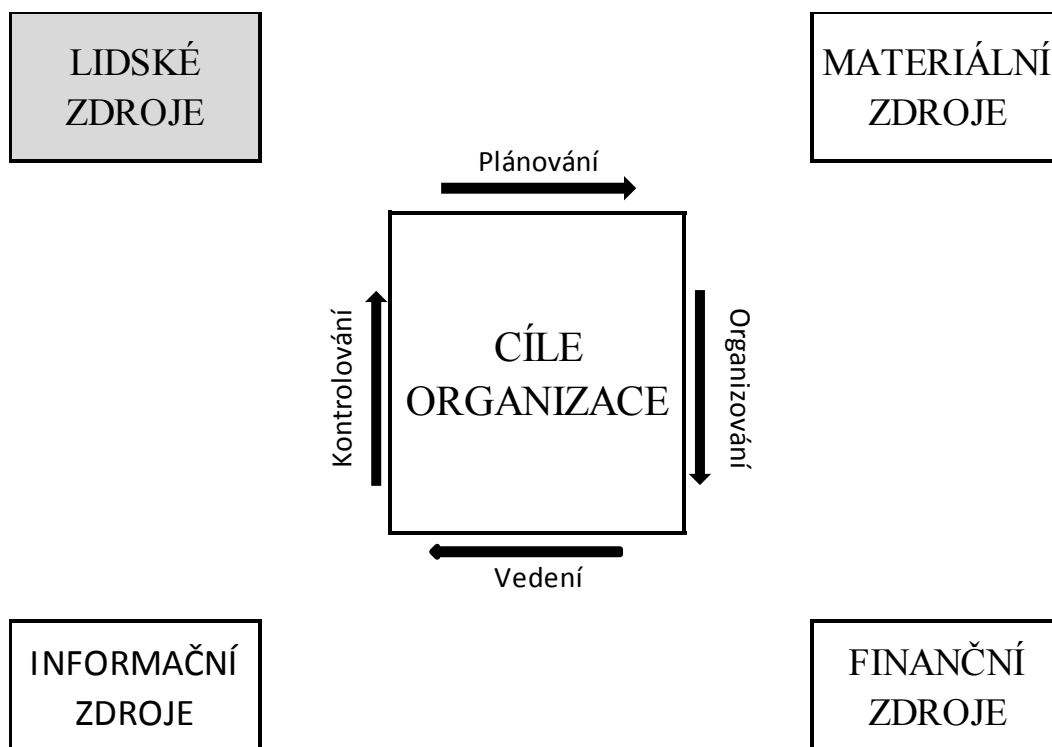 LIDSKÉ
ZDROJE
MATERIÁLNÍ
ZDROJE
Plánování
Kontrolování
CÍLE
ORGANIZACE
Organizování
Vedení
INFORMAČNÍ
ZDROJE
FINANČNÍ
ZDROJE